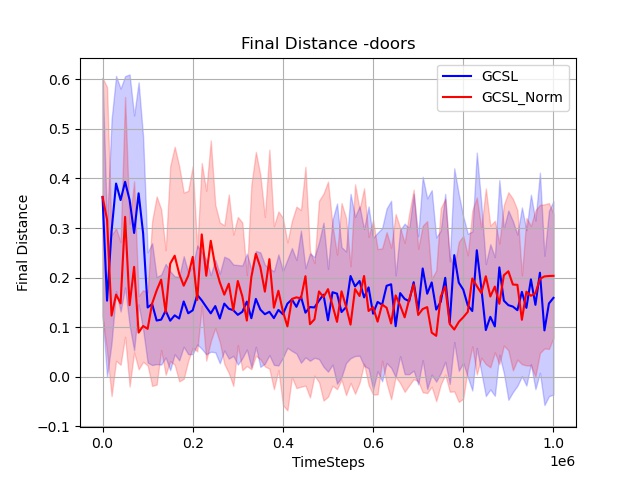 Final Distance -doors
GCSL
GCSL_Norm
Final Distance
0.6
0.5
0.4
0.3
0.2
0.1
0.0
−0.1
0.0 0.2 0.4 0.6 0.8 1.0
1e6
TimeSteps